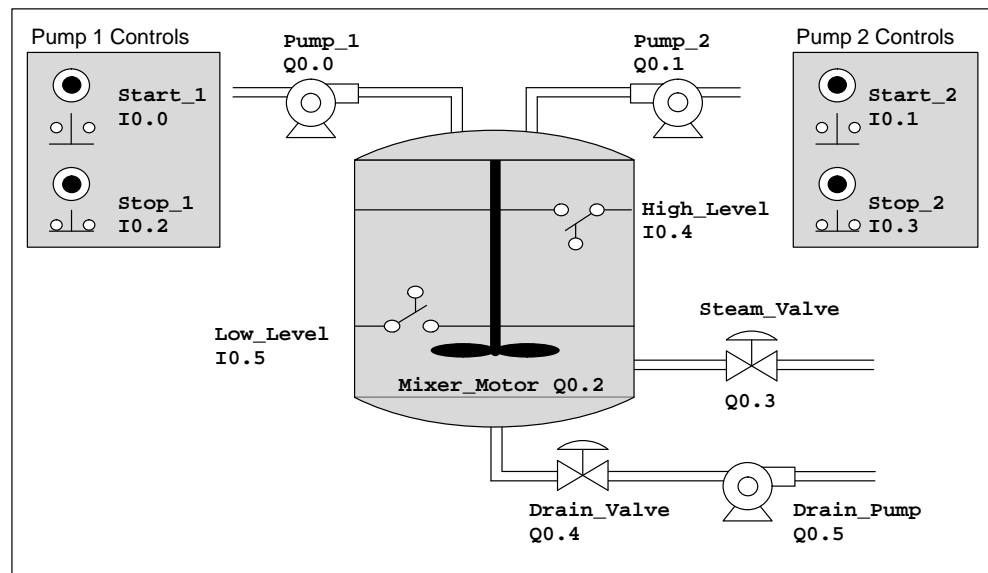 Pump 1 Controls
Start_1
I0.0
Stop_1
I0.2
Pump_1
Q0.0
Pump_2
Q0.1
Pump 2 Controls
Start_2
I0.1
Stop_2
I0.3
High_Level
I0.4
Low_Level
I0.5
Mixer_Motor Q0.2
Steam_Valve
Q0.3
Drain_Valve
Q0.4
Drain_Pump
Q0.5